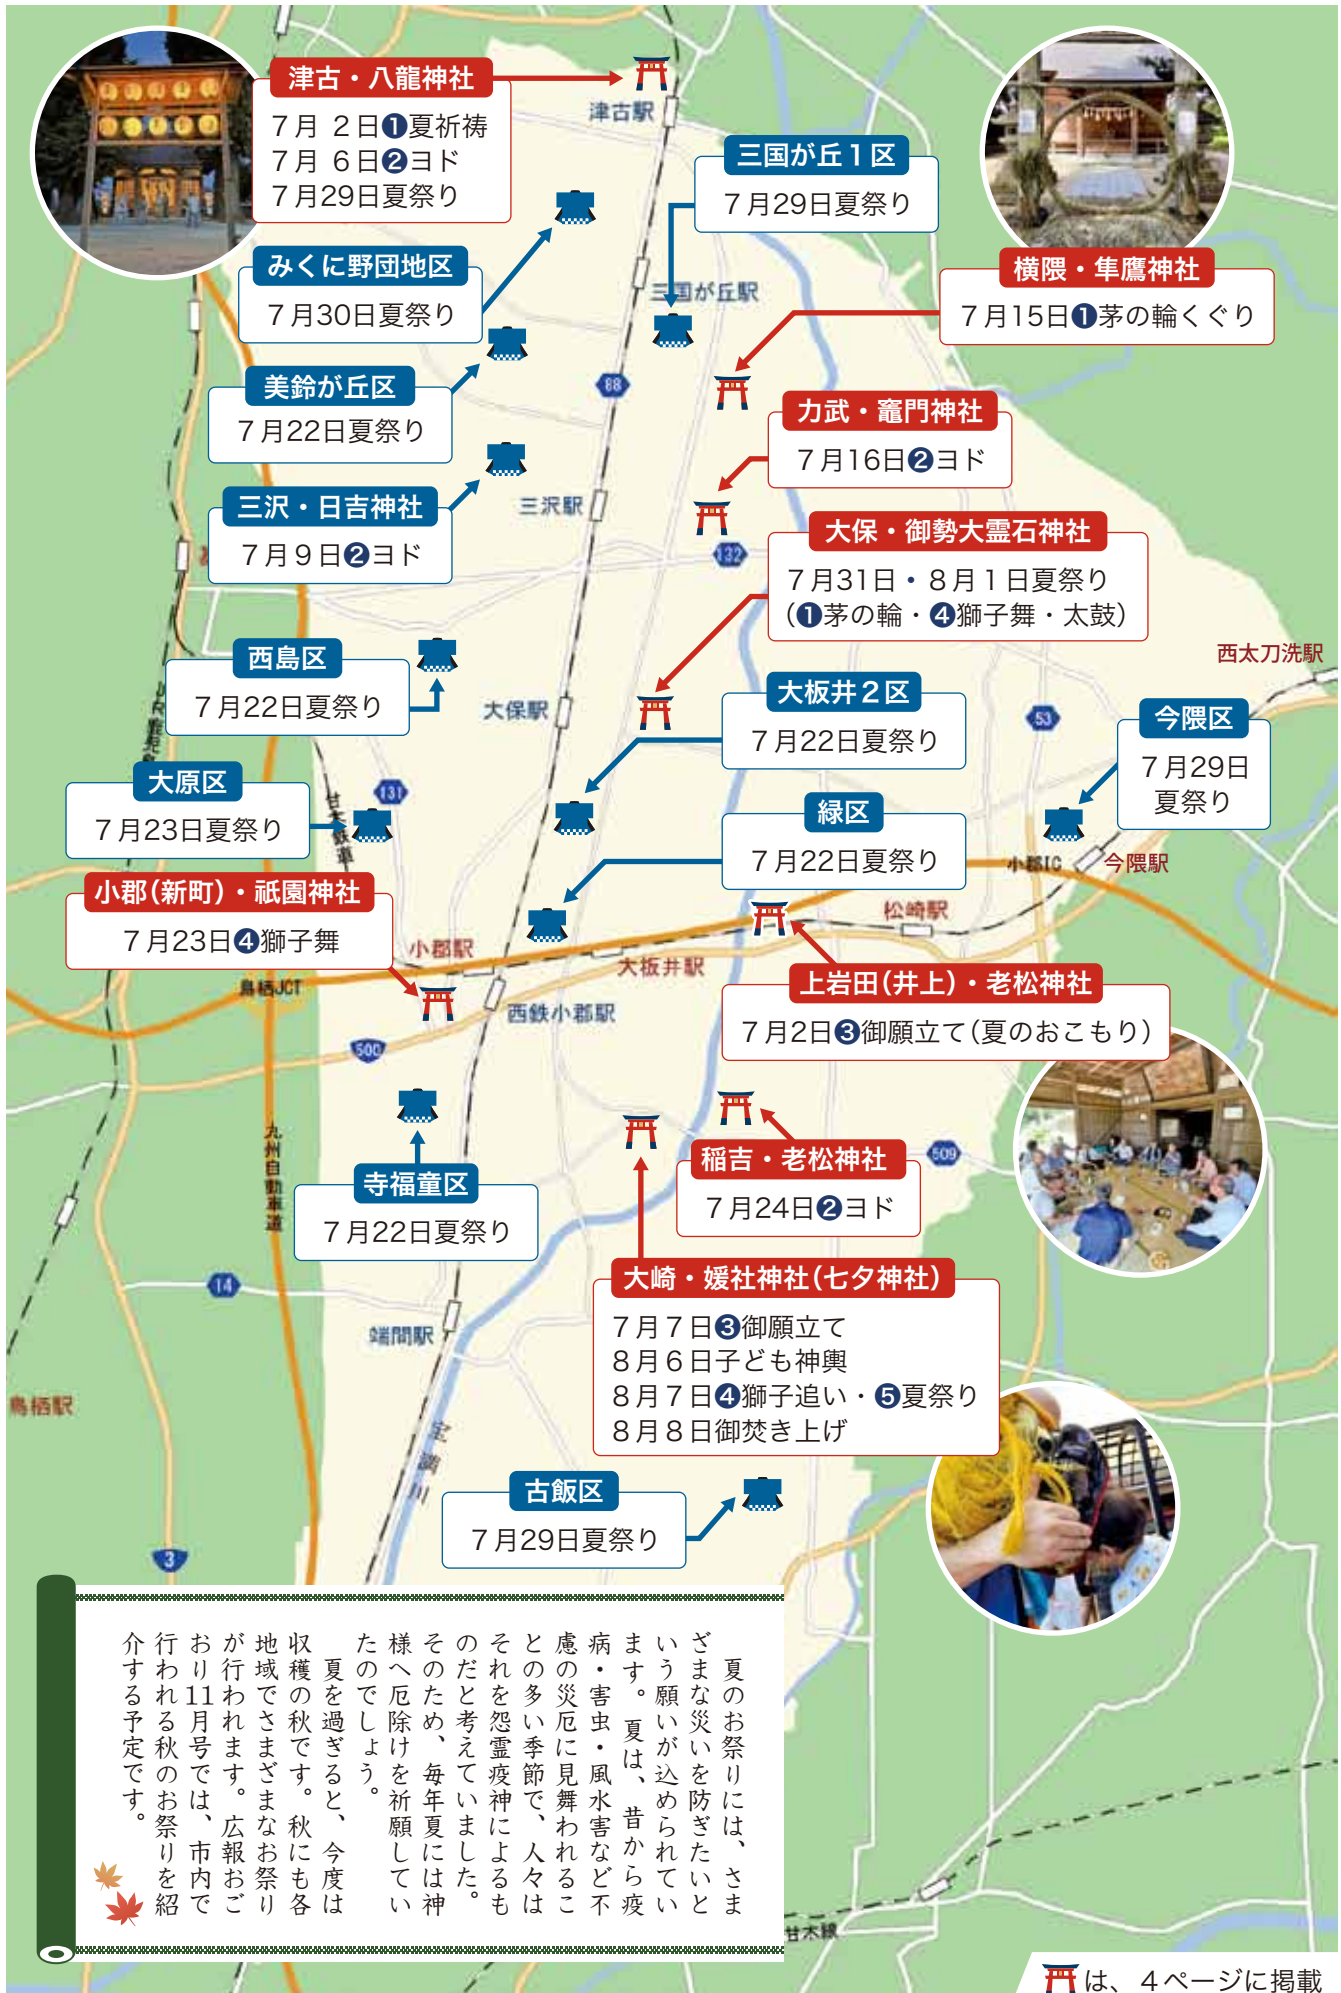 津古・八龍神社
7月 2日❶夏祈祷
7月 6日❷ヨド
7月29日夏祭り
津古駅
三国が丘1区
7月29日夏祭り
みくに野団地区
7月30日夏祭り
三国が丘駅
横隈・隼鷹神社
7月15日❶茅の輪くぐり
美鈴が丘区
7月22日夏祭り
88
力武・竈門神社
7月16日❷ヨド
三沢・日吉神社
7月9日❷ヨド
三沢駅
132
大保・御勢大霊石神社
7月31日・8月1日夏祭り
(❶茅の輪・❹獅子舞・太鼓)
西島区
7月22日夏祭り
大保駅
大板井2区
7月22日夏祭り
西太刀洗駅
53
今隈区
7月29日
夏祭り
大原区
7月23日夏祭り
131
甘木鉄道
緑区
7月22日夏祭り
小郡IC
今隈駅
小郡(新町)・祇園神社
7月23日❹獅子舞
小郡駅
大板井駅
松崎駅
鳥栖JCT
西鉄小郡駅
上岩田(井上)・老松神社
7月2日❸御願立て(夏のおこもり)
500
九州自動車道
寺福童区
7月22日夏祭り
稲吉・老松神社
7月24日❷ヨド
509
大崎・媛社神社(七夕神社)
7月7日❸御願立て
8月6日子ども神輿
8月7日❹獅子追い・❺夏祭り
8月8日御焚き上げ
14
端間駅
鳥栖駅
宝満川
古飯区
7月29日夏祭り
3
夏のお祭りには、さま
ざまな災いを防ぎたいと
いう願いが込められてい
ます。夏は、昔から疫
病・害虫・風水害など不
慮の災厄に見舞われるこ
との多い季節で、人々は
それを怨霊疫神によるも
のだと考えていました。
そのため、毎年夏には神
様へ厄除けを祈願してい
たのでしょう。
夏を過ぎると、今度は
収穫の秋です。秋にも各
地域でさまざまなお祭り
が行われます。広報おご
おり11月号では、市内で
行われる秋のお祭りを紹
介する予定です。
甘木線
は、4ページに掲載